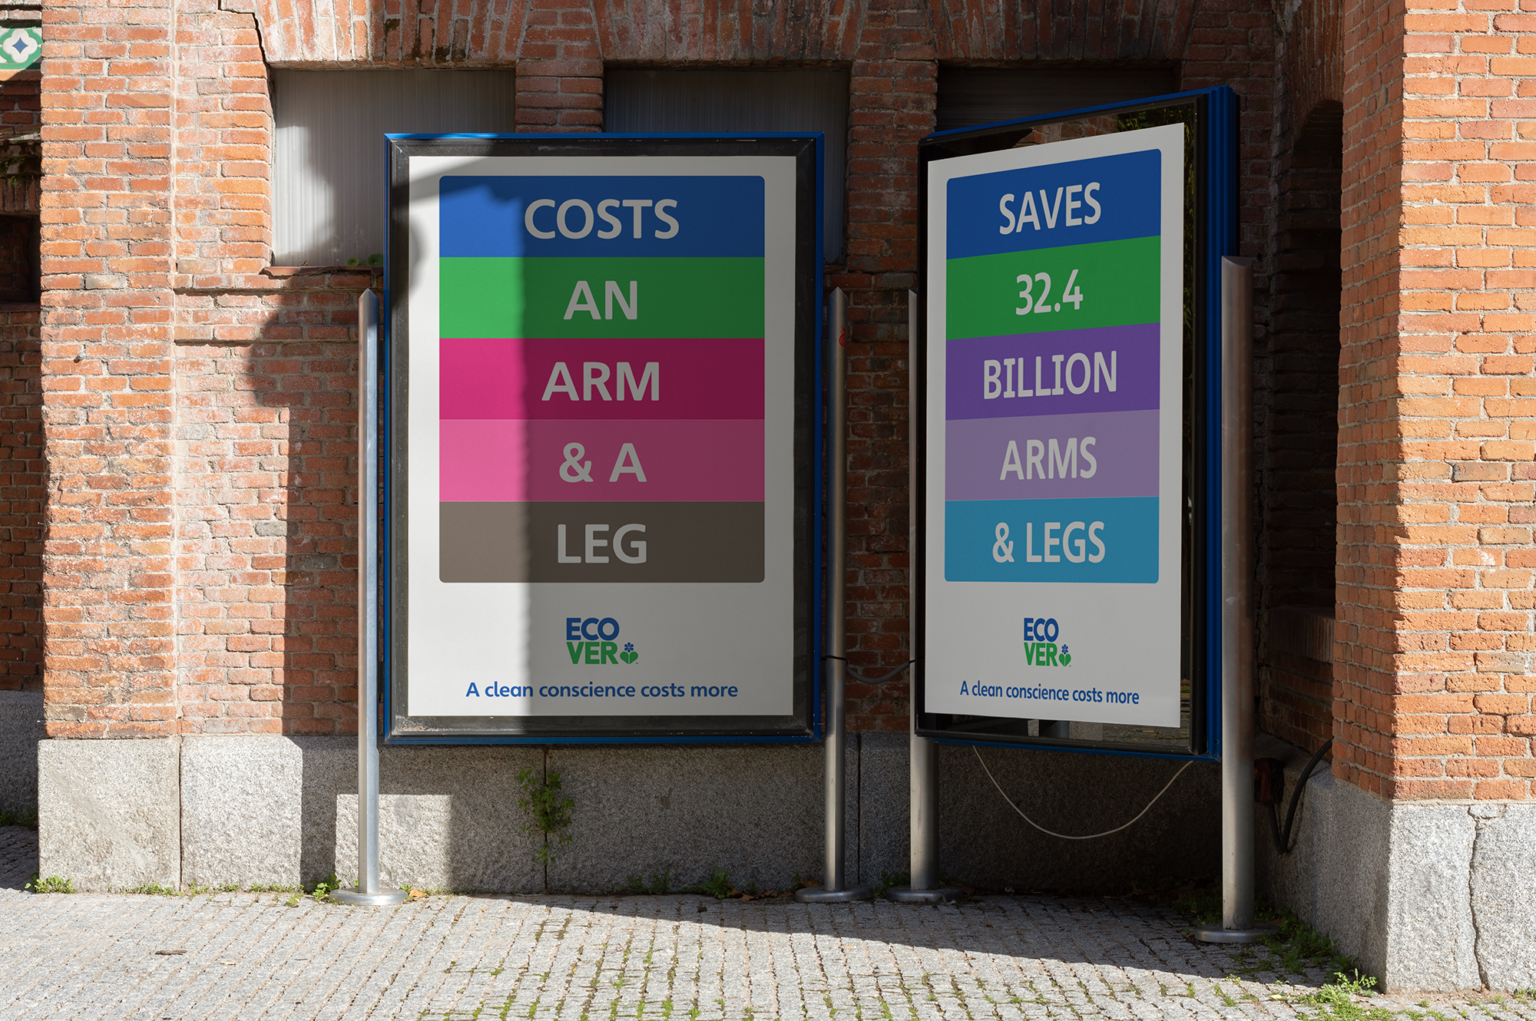 COSTS
AN
ARM
& A
LEG
ECO
VER
A clean conscience costs more
SAVES
32.4
BILLION
ARMS
& LEGS
ECO
VER
A clean conscience costs more